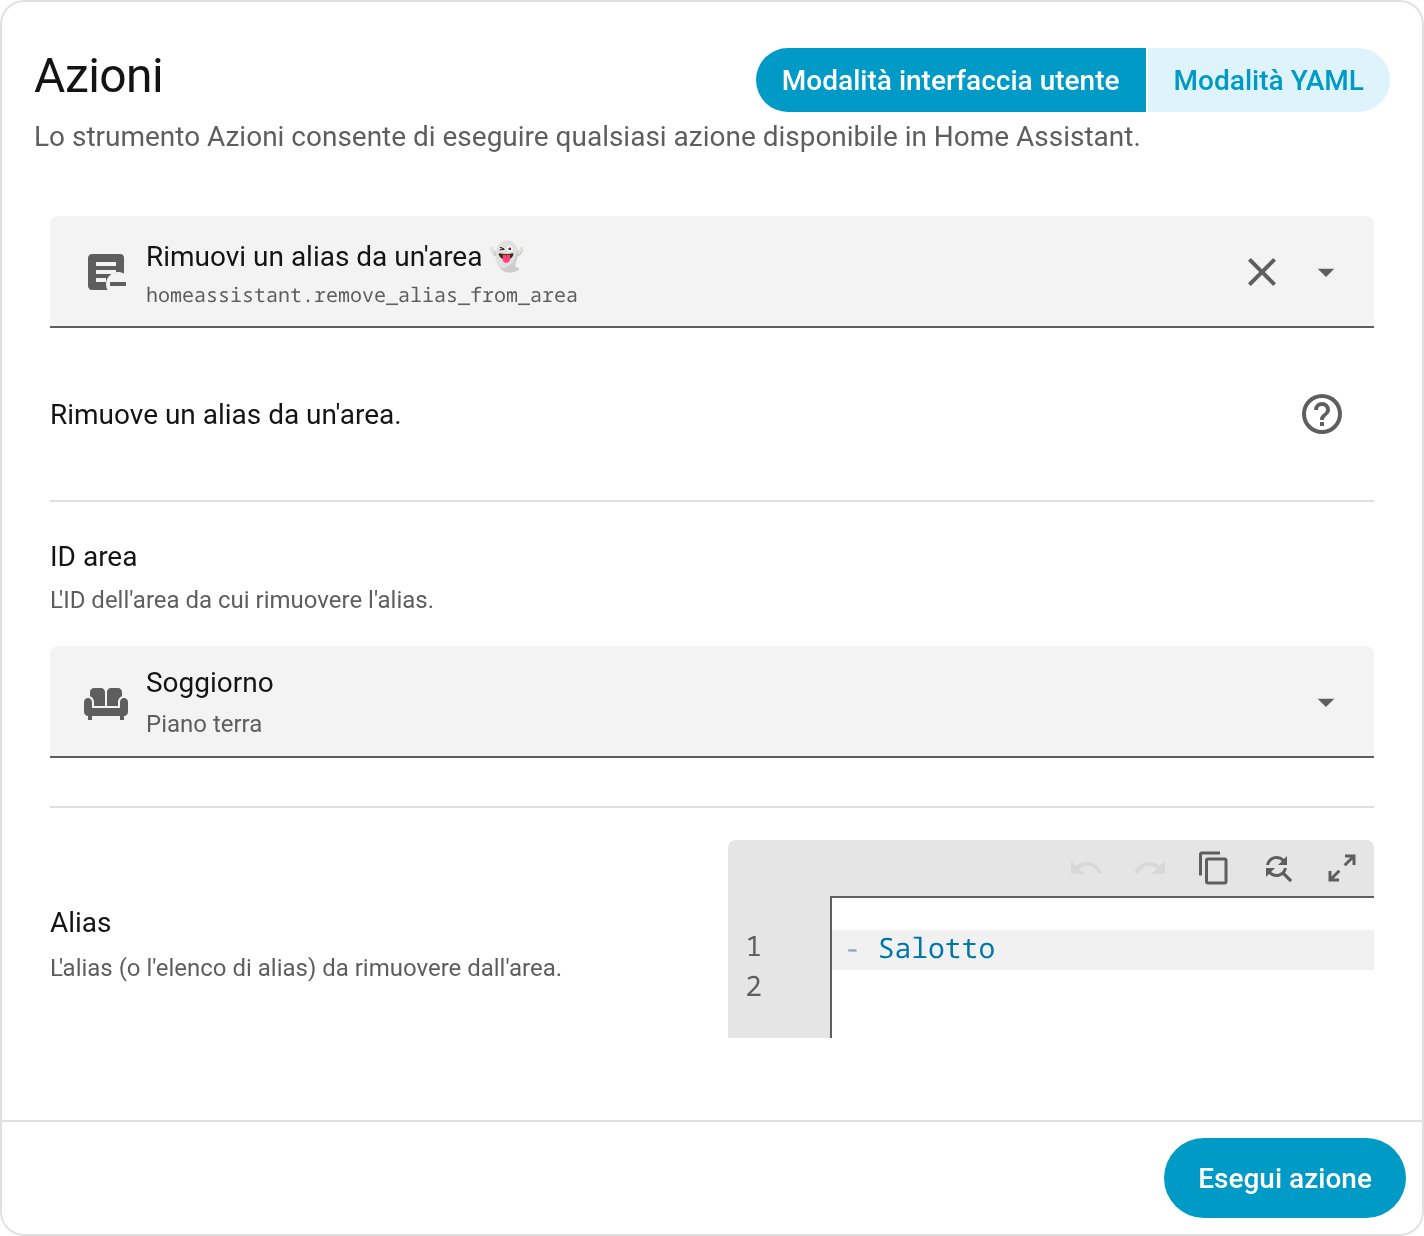 Azioni
Modalità interfaccia utente
Modalità YAML
Lo strumento Azioni consente di eseguire qualsiasi azione disponibile in Home Assistant.
Rimuovi un alias da un'area 👻
homeassistant.remove_alias_from_area
Rimuove un alias da un'area.
ID area
L'ID dell'area da cui rimuovere l'alias.
Soggiorno
Piano terra
Alias
L'alias (o l'elenco di alias) da rimuovere dall'area.
1 - Salotto
2
Esegui azione